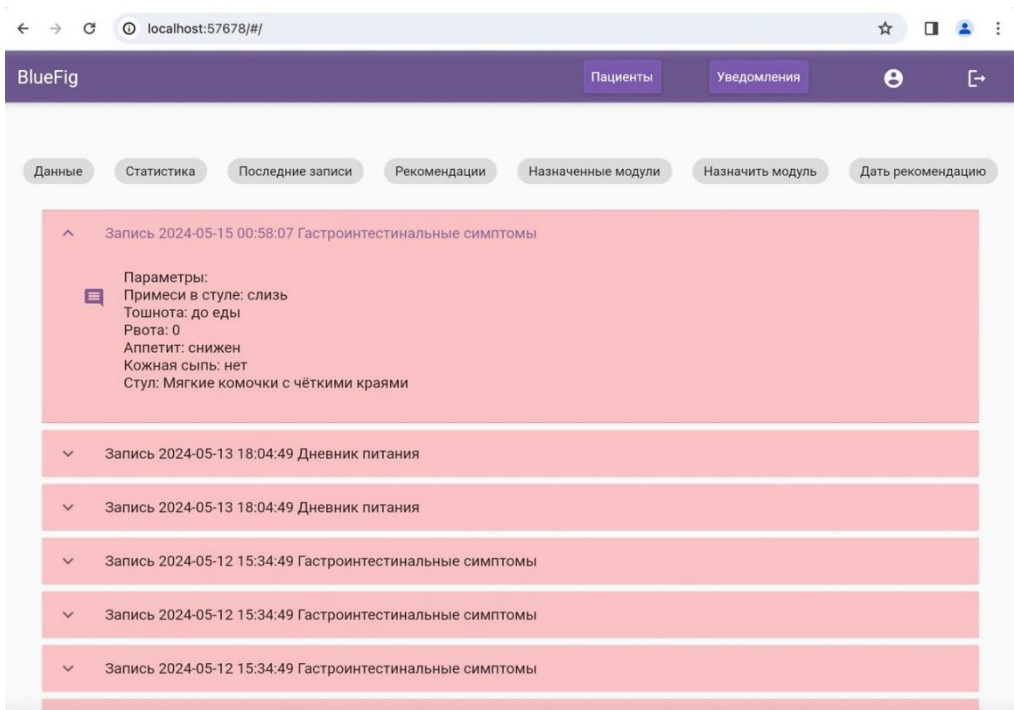 localhost:57678/#/
BlueFig
Пациенты
Уведомления
Данные
Статистика
Последние записи
Рекомендации
Назначенные модули
Назначить модуль
Дать рекомендацию
Запись 2024-05-15 00:58:07 Гастроинтестинальные симптомы
Параметры:
Примеси в стуле: слизь
Тошнота: до еды
Рвота: 0
Аппетит: снижен
Кожная сыпь: нет
Стул: Мягкие комочки с чёткими краями
Запись 2024-05-13 18:04:49 Дневник питания
Запись 2024-05-13 18:04:49 Дневник питания
Запись 2024-05-12 15:34:49 Гастроинтестинальные симптомы
Запись 2024-05-12 15:34:49 Гастроинтестинальные симптомы
Запись 2024-05-12 15:34:49 Гастроинтестинальные симптомы